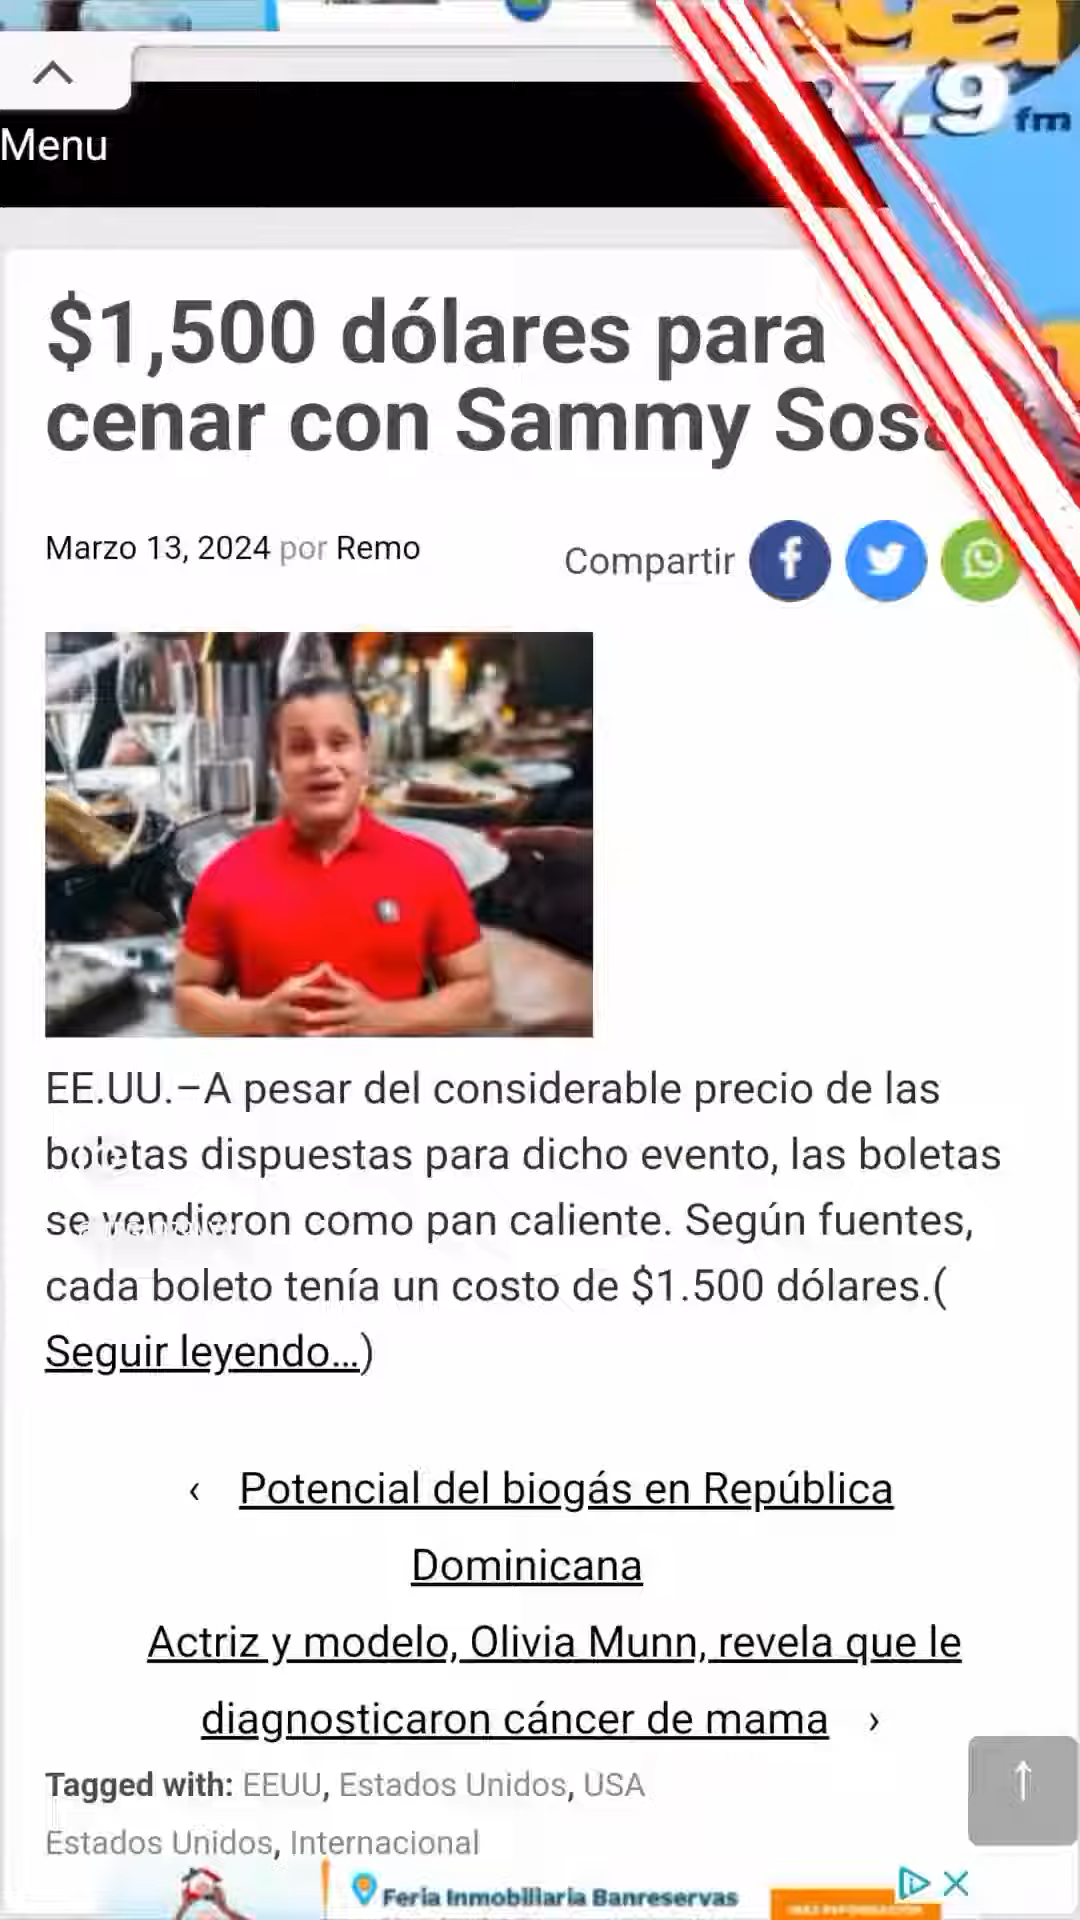 7.9 fm
Menu
$1,500 dólares para
cenar con Sammy Sosa
Marzo 13, 2024 por Remo
Compartir
EE.UU.–A pesar del considerable precio de las
boletas dispuestas para dicho evento, las boletas
se vendieron como pan caliente. Según fuentes,
cada boleto tenía un costo de $1.500 dólares.(
Seguir leyendo...)
‹ Potencial del biogás en República
Dominicana
Actriz y modelo, Olivia Munn, revela que le
diagnosticaron cáncer de mama ›
Tagged with: EEUU, Estados Unidos, USA
Estados Unidos, Internacional
Feria Inmobiliaria Banreservas